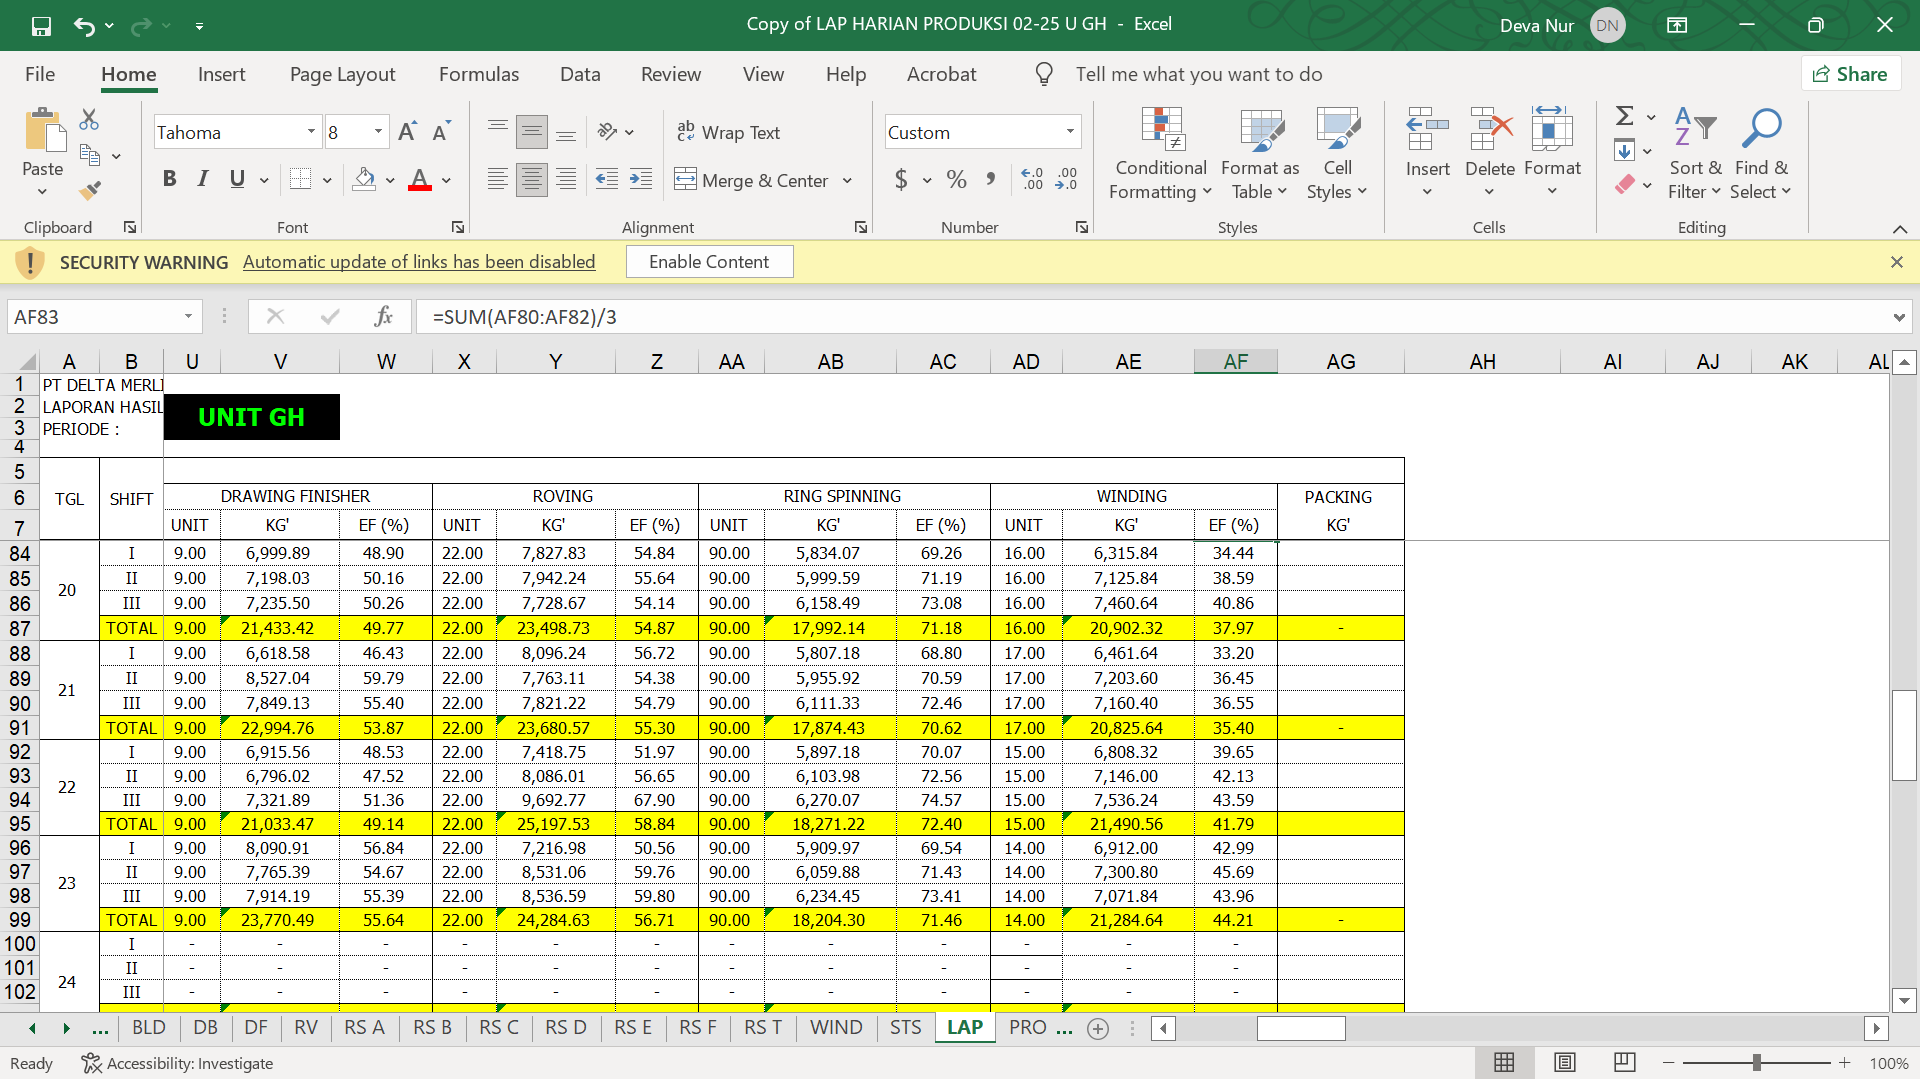 Copy of LAP HARIAN PRODUKSI 02-25 U GH - Excel
Deva Nur DN
File Home Insert Page Layout Formulas Data Review View Help Acrobat Tell me what you want to do Share
Paste
Tahoma 8
B I U
ab Wrap Text
Merge & Center
Custom
$ % , .00 .0
Conditional Formatting
Format as Table
Cell Styles
Insert Delete Format
Sort & Filter
Find & Select
Clipboard Font Alignment Number Styles Cells Editing
SECURITY WARNING Automatic update of links has been disabled Enable Content
AF83 fx =SUM(AF80:AF82)/3
A B U V W X Y Z AA AB AC AD AE AF AG AH AI AJ AK AL
1 PT DELTA MERLI
2 LAPORAN HASIL UNIT GH
3 PERIODE :
4
5
6 TGL SHIFT DRAWING FINISHER ROVING RING SPINNING WINDING PACKING
7 UNIT KG' EF (%) UNIT KG' EF (%) UNIT KG' EF (%) UNIT KG' EF (%) KG'
84 I 9.00 6,999.89 48.90 22.00 7,827.83 54.84 90.00 5,834.07 69.26 16.00 6,315.84 34.44
85 20 II 9.00 7,198.03 50.16 22.00 7,942.24 55.64 90.00 5,999.59 71.19 16.00 7,125.84 38.59
86 III 9.00 7,235.50 50.26 22.00 7,728.67 54.14 90.00 6,158.49 73.08 16.00 7,460.64 40.86
87 TOTAL 9.00 21,433.42 49.77 22.00 23,498.73 54.87 90.00 17,992.14 71.18 16.00 20,902.32 37.97 -
88 I 9.00 6,618.58 46.43 22.00 8,096.24 56.72 90.00 5,807.18 68.80 17.00 6,461.64 33.20
89 21 II 9.00 8,527.04 59.79 22.00 7,763.11 54.38 90.00 5,955.92 70.59 17.00 7,203.60 36.45
90 III 9.00 7,849.13 55.40 22.00 7,821.22 54.79 90.00 6,111.33 72.46 17.00 7,160.40 36.55
91 TOTAL 9.00 22,994.76 53.87 22.00 23,680.57 55.30 90.00 17,874.43 70.62 17.00 20,825.64 35.40 -
92 I 9.00 6,915.56 48.53 22.00 7,418.75 51.97 90.00 5,897.18 70.07 15.00 6,808.32 39.65
93 22 II 9.00 6,796.02 47.52 22.00 8,086.01 56.65 90.00 6,103.98 72.56 15.00 7,146.00 42.13
94 III 9.00 7,321.89 51.36 22.00 9,692.77 67.90 90.00 6,270.07 74.57 15.00 7,536.24 43.59
95 TOTAL 9.00 21,033.47 49.14 22.00 25,197.53 58.84 90.00 18,271.22 72.40 15.00 21,490.56 41.79
96 I 9.00 8,090.91 56.84 22.00 7,216.98 50.56 90.00 5,909.97 69.54 14.00 6,912.00 42.99
97 23 II 9.00 7,765.39 54.67 22.00 8,531.06 59.76 90.00 6,059.88 71.43 14.00 7,300.80 45.69
98 III 9.00 7,914.19 55.39 22.00 8,536.59 59.80 90.00 6,234.45 73.41 14.00 7,071.84 43.96
99 TOTAL 9.00 23,770.49 55.64 22.00 24,284.63 56.71 90.00 18,204.30 71.46 14.00 21,284.64 44.21 -
100 I - - - - - - - - - - - -
101 24 II - - - - - - - - - - - -
102 III - - - - - - - - - - - -
... BLD DB DF RV RS A RS B RS C RS D RS E RS F RS T WIND STS LAP PRO ...
Ready Accessibility: Investigate 100%